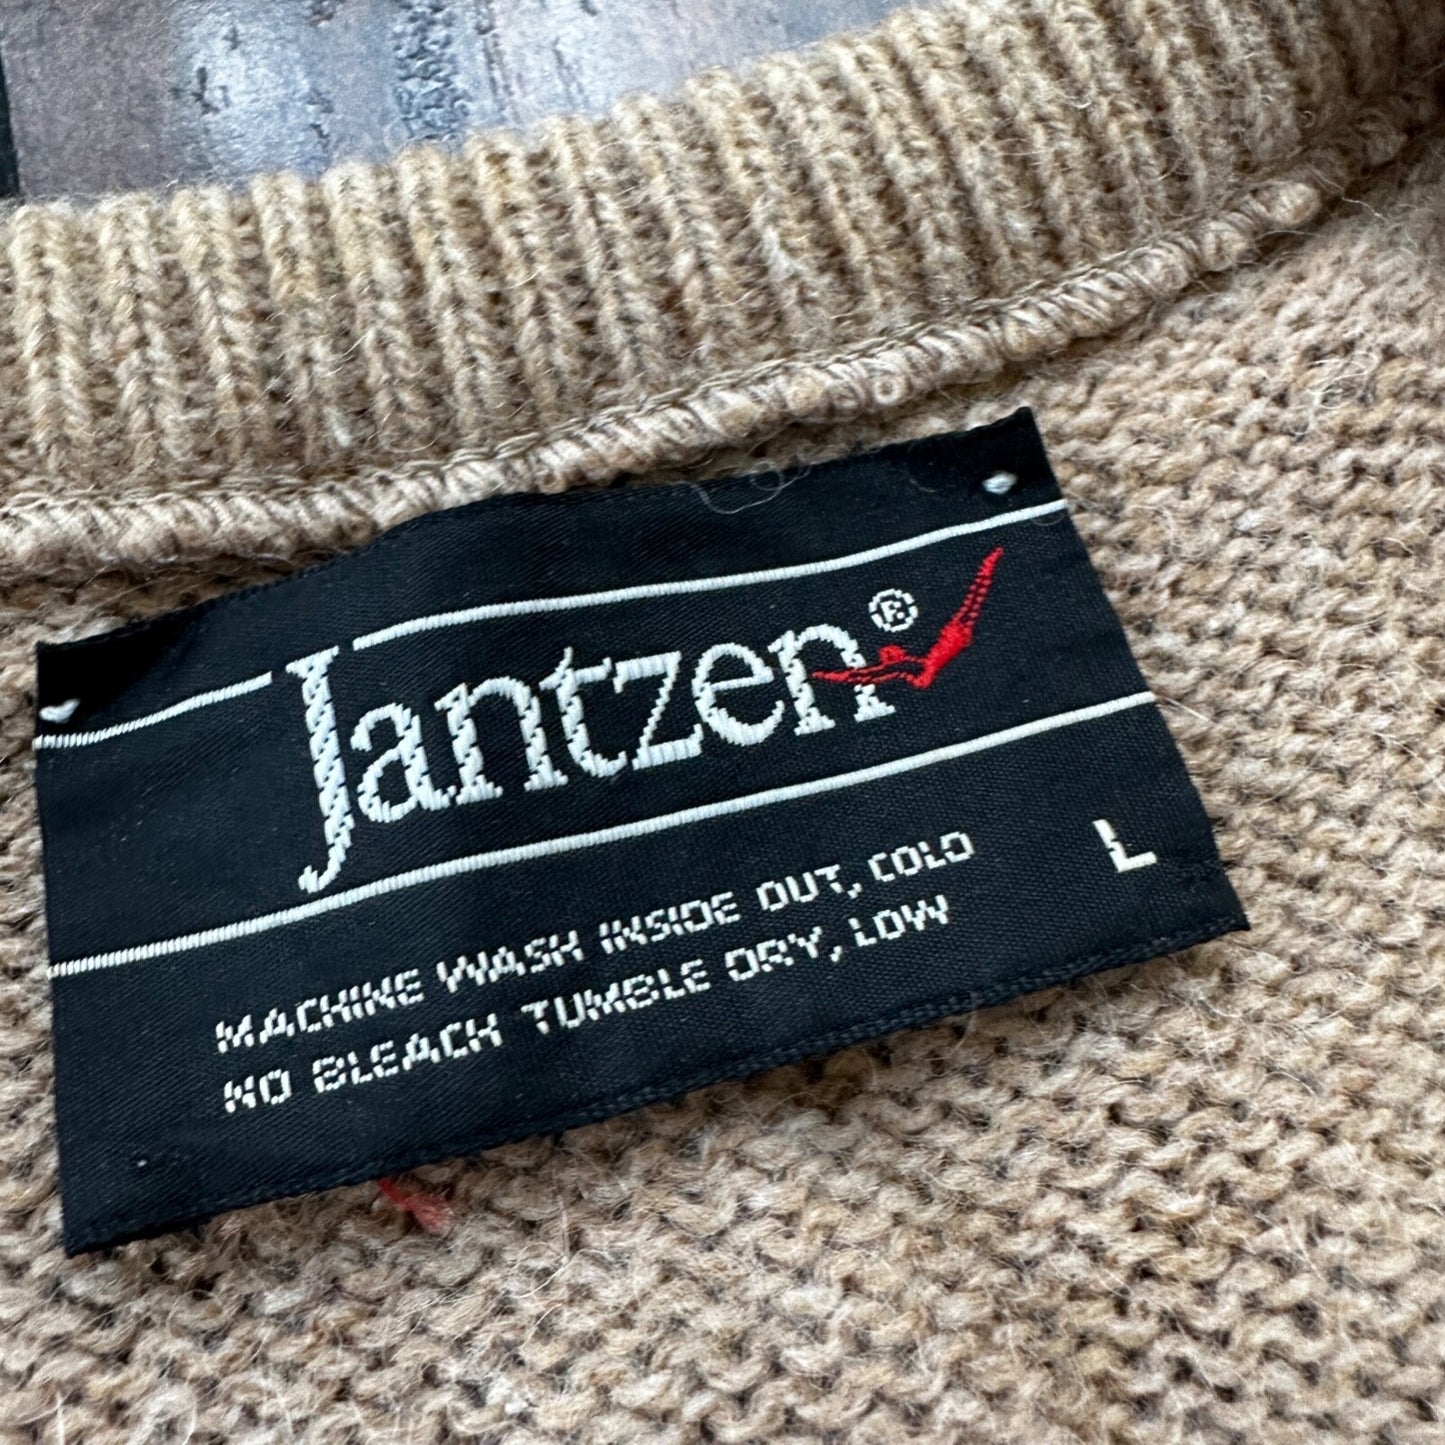 Jantzen®
L
MACHINE WASH INSIDE OUT, COLD
NO BLEACH TUMBLE DRY, LOW